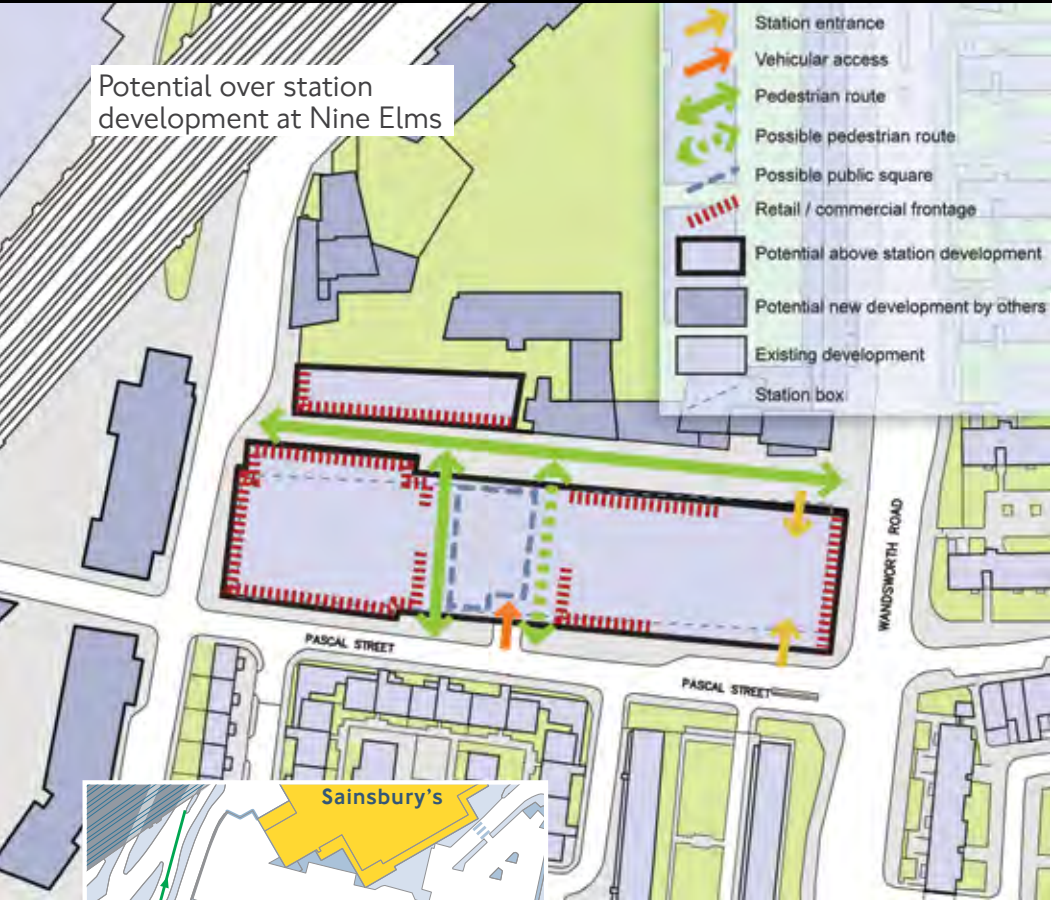 Potential over station
development at Nine Elms
Station entrance
Vehicular access
Pedestrian route
Possible pedestrian route
Possible public square
Retail / commercial frontage
Potential above station development
Potential new development by others
Existing development
Station box
WANDSWORTH ROAD
PASCAL STREET
PASCAL STREET
Sainsbury's